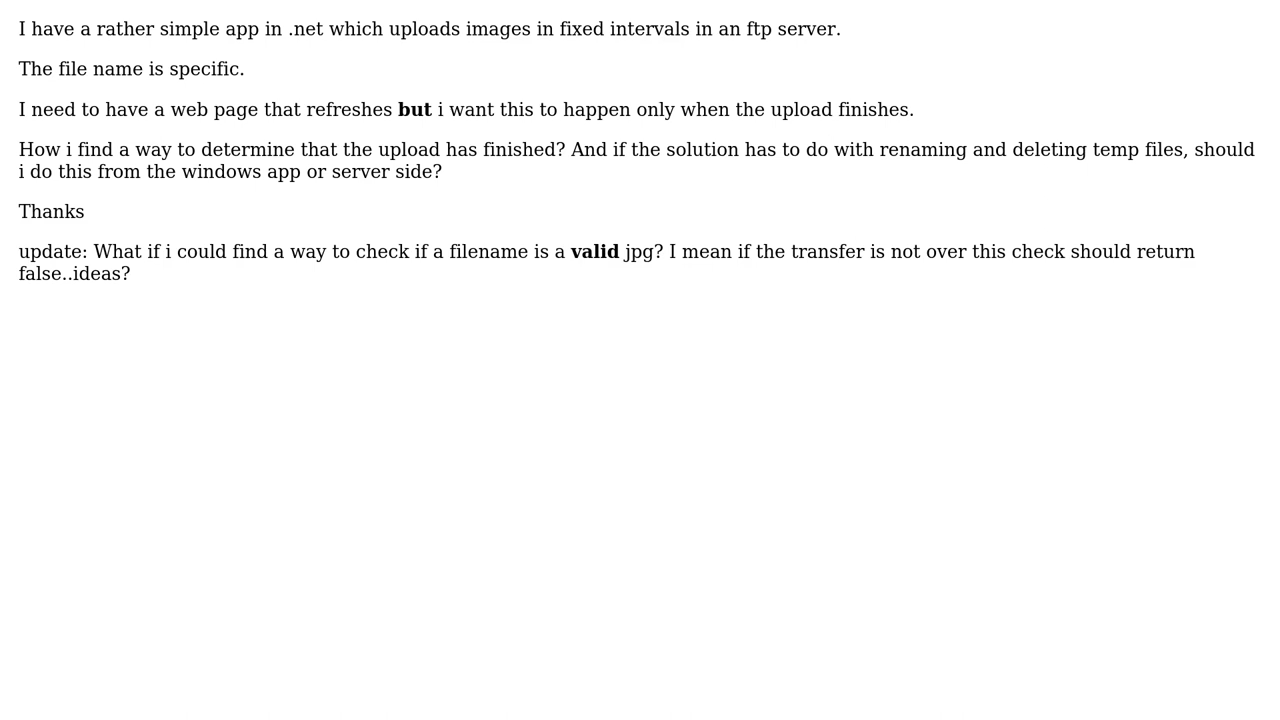 I have a rather simple app in .net which uploads images in fixed intervals in an ftp server.
The file name is specific.
I need to have a web page that refreshes but i want this to happen only when the upload finishes.
How i find a way to determine that the upload has finished? And if the solution has to do with renaming and deleting temp files, should
i do this from the windows app or server side?
Thanks
update: What if i could find a way to check if a filename is a valid jpg? I mean if the transfer is not over this check should return
false..ideas?